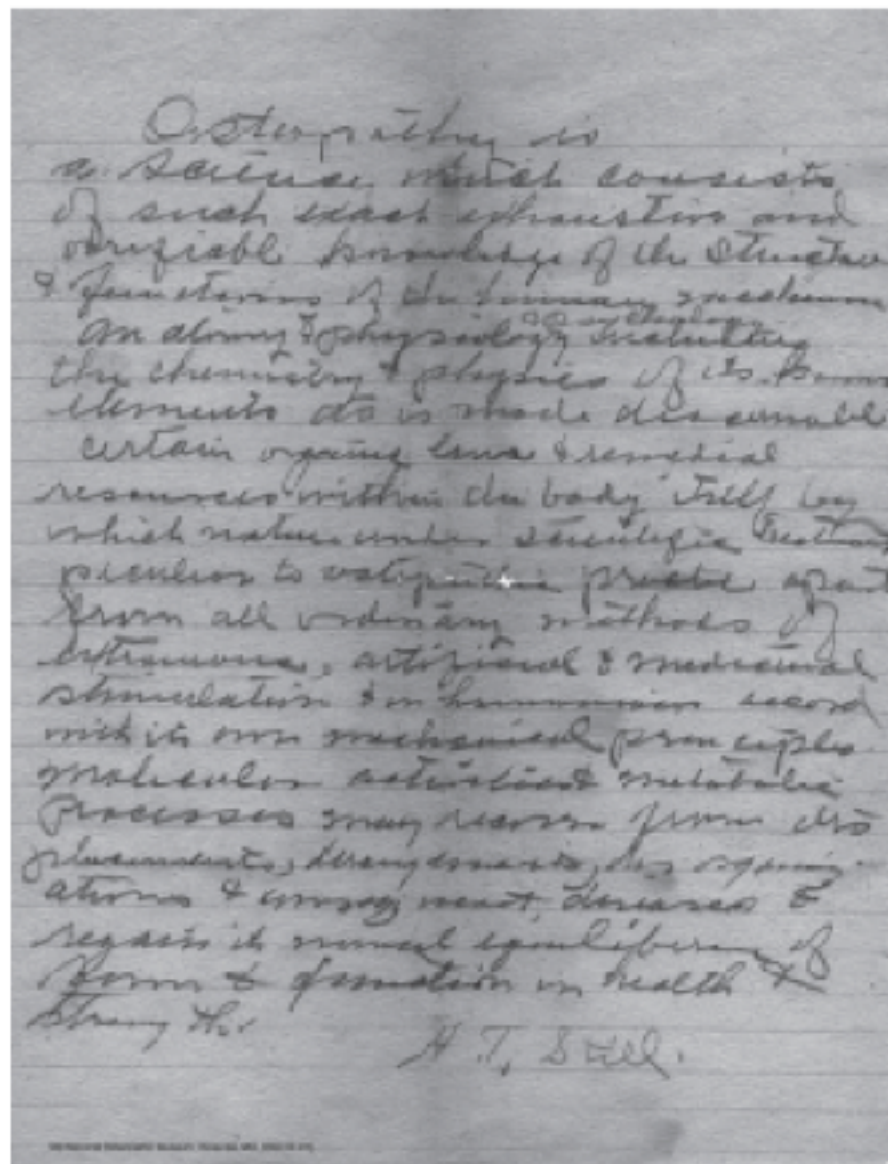 Osteopathy is
a science which consists
of such exact exhaustive and
verifiable knowledge of the structure
& functions of the human mechanism
anatomy & physiology & psychology including
the chemistry & physics of its known
elements as is made discernable
certain organic laws & remedial
resources within the body itself by
which nature under scientific treatment
peculiar to osteopathic practice apart
from all ordinary methods of
extraneous, artificial & medicinal
stimulation & in harmonious accord
with its own mechanical principles
molecular activities & metabolic
processes may recover from dis
placements, derangements, dis organiz
ations & consequent diseases &
regain its normal equilibrium of
form & function in health &
strength.
A. T. Still.